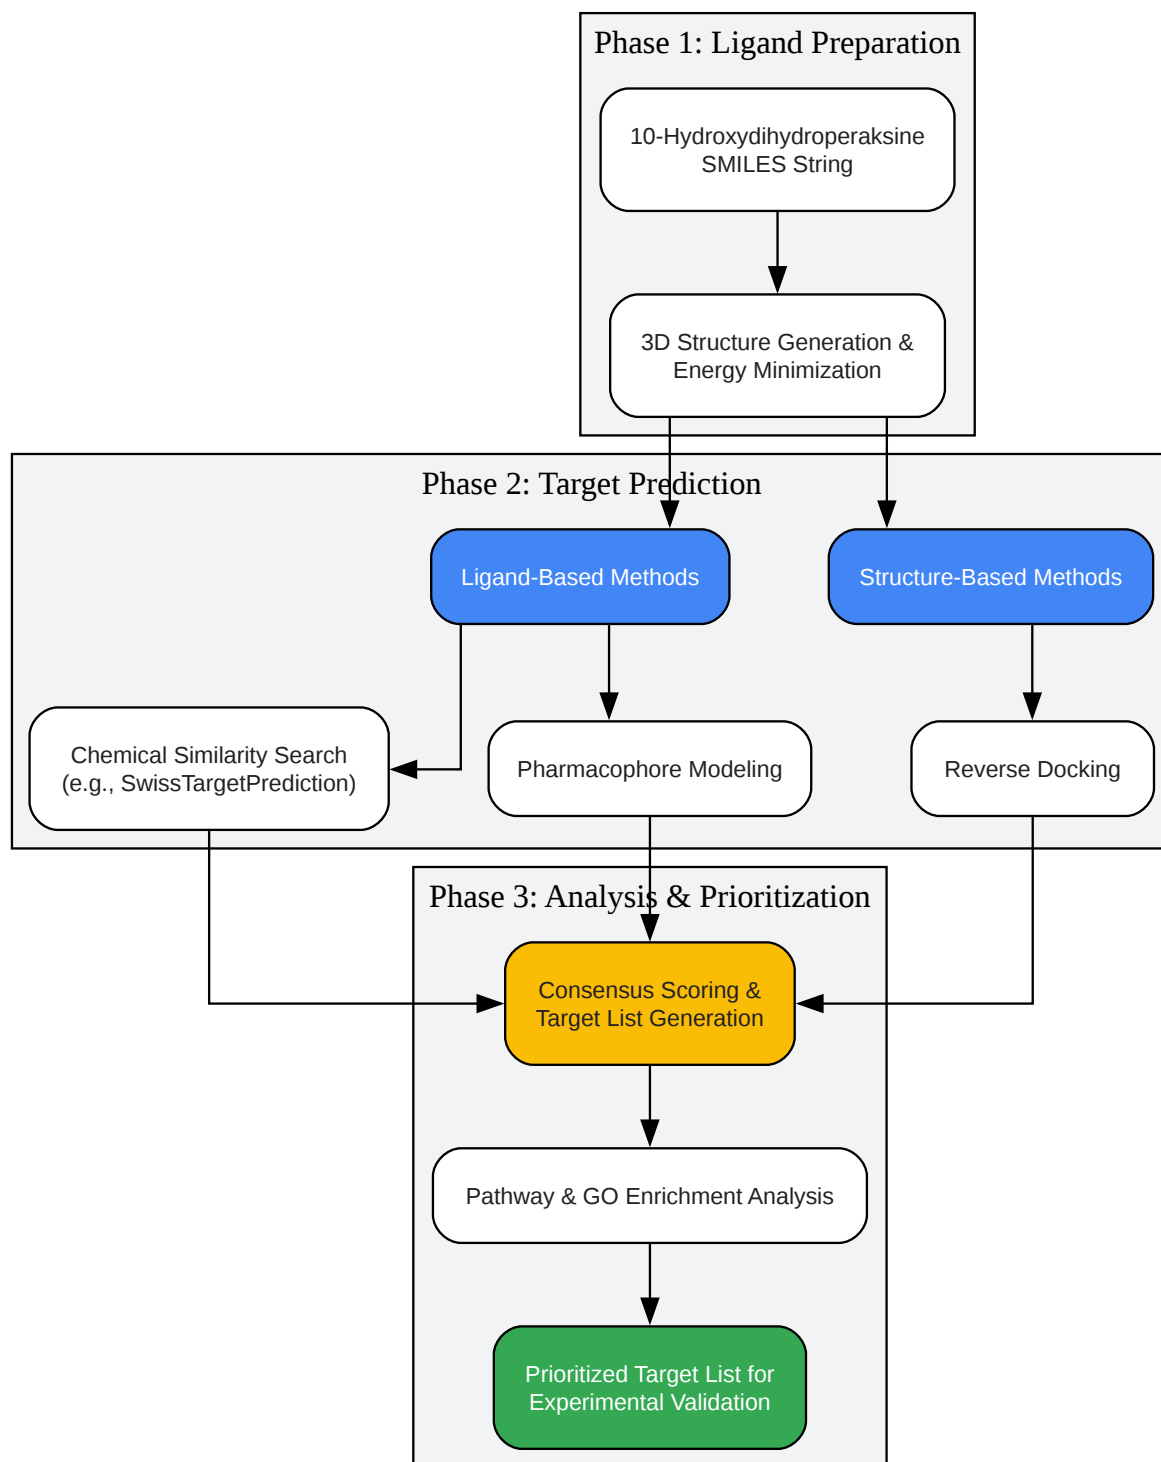 Phase 1: Ligand Preparation
10-Hydroxydihydroperaksine
SMILES String
3D Structure Generation &
Energy Minimization
Phase 2: Target Prediction
Ligand-Based Methods
Structure-Based Methods
Chemical Similarity Search
(e.g., SwissTargetPrediction)
Pharmacophore Modeling
Reverse Docking
Phase 3: Analysis & Prioritization
Consensus Scoring &
Target List Generation
Pathway & GO Enrichment Analysis
Prioritized Target List for
Experimental Validation